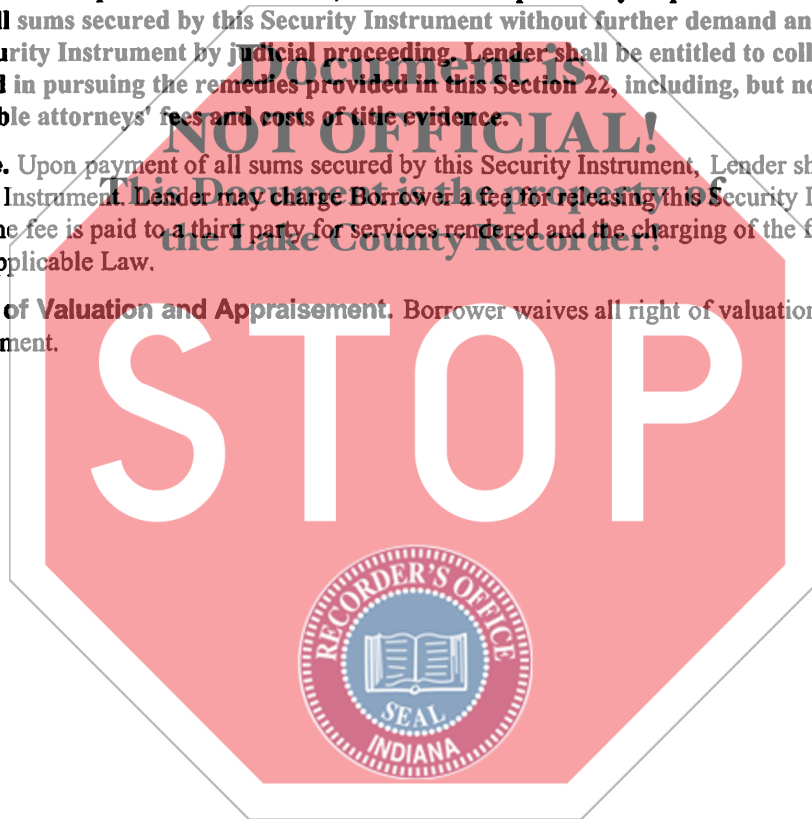 ll sums secured by this Security Instrument without further demand an
urity Instrument by judicial proceeding. Lender shall be entitled to coll
d in pursuing the remedies provided in this Section 22, including, but no
ble attorneys' fees and costs of title evidence.
e. Upon payment of all sums secured by this Security Instrument, Lender sh
Instrument. Lender may charge Borrower a fee for releasing this Security I
he fee is paid to a third party for services rendered and the charging of the f
pplicable Law.
of Valuation and Appraisement. Borrower waives all right of valuation
ment.
Document is
NOT OFFICIAL!
This Document is the property of
the Lake County Recorder!
STOP
RECORDER'S OFFICE
SEAL
INDIANA